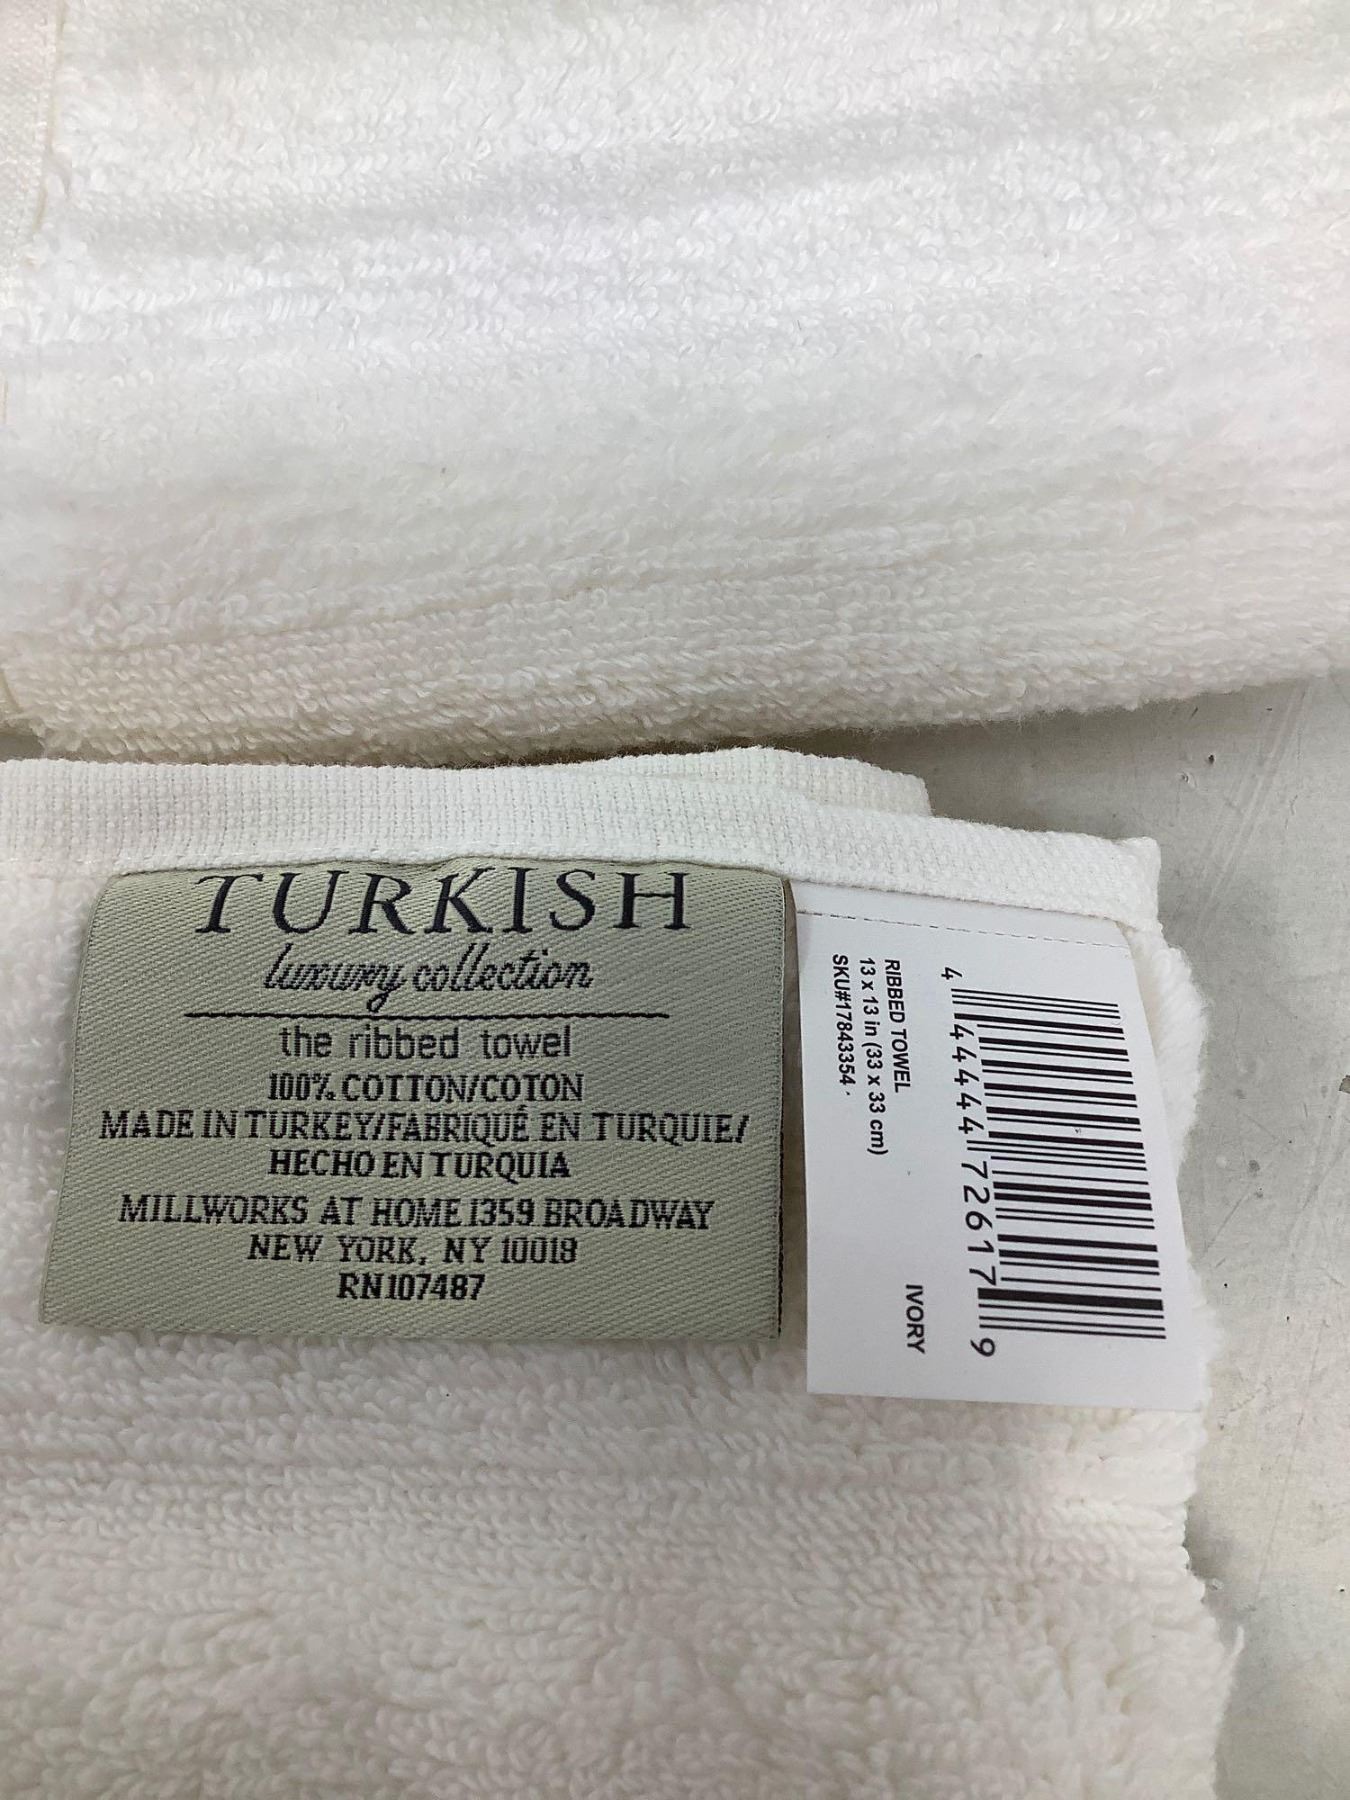 TURKISH
luxury collection
the ribbed towel
100% COTTON/COTON
MADE IN TURKEY/FABRIQUÉ EN TURQUIE/
HECHO EN TURQUIA
MILLWORKS AT HOME 1359 BROADWAY
NEW YORK, NY 10018
RN107487
RIBBED TOWEL
13 x 13 in (33 x 33 cm)
SKU#17843354
IVORY
4 44444 72617 9